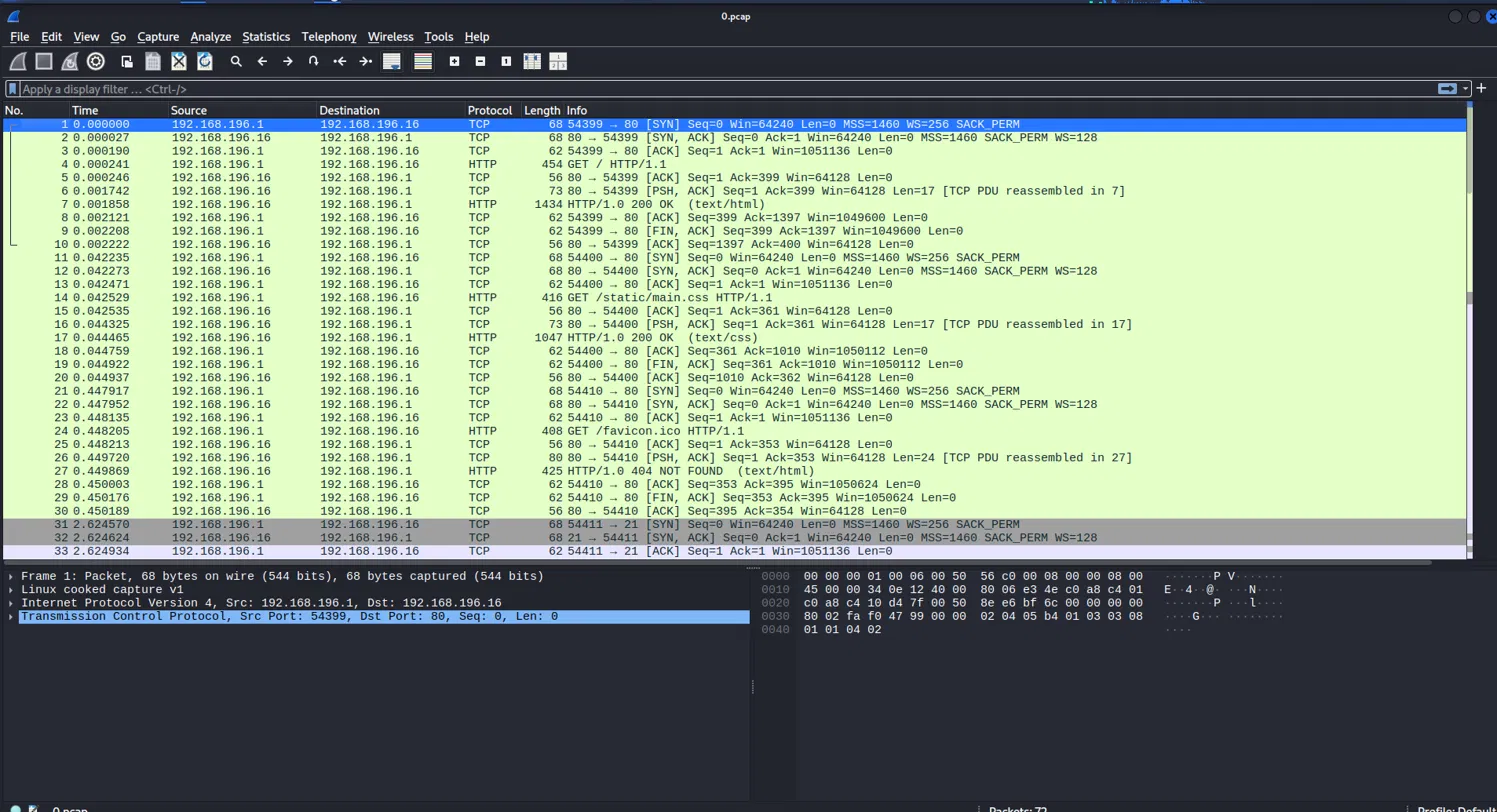 0.pcap
File Edit View Go Capture Analyze Statistics Telephony Wireless Tools Help
Apply a display filter … <Ctrl-/>
No. Time Source Destination Protocol Length Info
1 0.000000 192.168.196.1 192.168.196.16 TCP 68 54399 → 80 [SYN] Seq=0 Win=64240 Len=0 MSS=1460 WS=256 SACK_PERM
2 0.000027 192.168.196.16 192.168.196.1 TCP 68 80 → 54399 [SYN, ACK] Seq=0 Ack=1 Win=64240 Len=0 MSS=1460 SACK_PERM WS=128
3 0.000190 192.168.196.1 192.168.196.16 TCP 62 54399 → 80 [ACK] Seq=1 Ack=1 Win=1051136 Len=0
4 0.000241 192.168.196.1 192.168.196.16 HTTP 454 GET / HTTP/1.1
5 0.000246 192.168.196.16 192.168.196.1 TCP 56 80 → 54399 [ACK] Seq=1 Ack=399 Win=64128 Len=0
6 0.001742 192.168.196.16 192.168.196.1 TCP 73 80 → 54399 [PSH, ACK] Seq=1 Ack=399 Win=64128 Len=17 [TCP PDU reassembled in 7]
7 0.001858 192.168.196.16 192.168.196.1 HTTP 1434 HTTP/1.0 200 OK (text/html)
8 0.002121 192.168.196.1 192.168.196.16 TCP 62 54399 → 80 [ACK] Seq=399 Ack=1397 Win=1049600 Len=0
9 0.002208 192.168.196.1 192.168.196.16 TCP 62 54399 → 80 [FIN, ACK] Seq=399 Ack=1397 Win=1049600 Len=0
10 0.002222 192.168.196.16 192.168.196.1 TCP 56 80 → 54399 [ACK] Seq=1397 Ack=400 Win=64128 Len=0
11 0.042235 192.168.196.1 192.168.196.16 TCP 68 54400 → 80 [SYN] Seq=0 Win=64240 Len=0 MSS=1460 WS=256 SACK_PERM
12 0.042273 192.168.196.16 192.168.196.1 TCP 68 80 → 54400 [SYN, ACK] Seq=0 Ack=1 Win=64240 Len=0 MSS=1460 SACK_PERM WS=128
13 0.042471 192.168.196.1 192.168.196.16 TCP 62 54400 → 80 [ACK] Seq=1 Ack=1 Win=1051136 Len=0
14 0.042529 192.168.196.1 192.168.196.16 HTTP 416 GET /static/main.css HTTP/1.1
15 0.042535 192.168.196.16 192.168.196.1 TCP 56 80 → 54400 [ACK] Seq=1 Ack=361 Win=64128 Len=0
16 0.044325 192.168.196.16 192.168.196.1 TCP 73 80 → 54400 [PSH, ACK] Seq=1 Ack=361 Win=64128 Len=17 [TCP PDU reassembled in 17]
17 0.044465 192.168.196.16 192.168.196.1 HTTP 1047 HTTP/1.0 200 OK (text/css)
18 0.044759 192.168.196.1 192.168.196.16 TCP 62 54400 → 80 [ACK] Seq=361 Ack=1010 Win=1050112 Len=0
19 0.044922 192.168.196.1 192.168.196.16 TCP 62 54400 → 80 [FIN, ACK] Seq=361 Ack=1010 Win=1050112 Len=0
20 0.044937 192.168.196.16 192.168.196.1 TCP 56 80 → 54400 [ACK] Seq=1010 Ack=362 Win=64128 Len=0
21 0.447917 192.168.196.1 192.168.196.16 TCP 68 54410 → 80 [SYN] Seq=0 Win=64240 Len=0 MSS=1460 WS=256 SACK_PERM
22 0.447952 192.168.196.16 192.168.196.1 TCP 68 80 → 54410 [SYN, ACK] Seq=0 Ack=1 Win=64240 Len=0 MSS=1460 SACK_PERM WS=128
23 0.448135 192.168.196.1 192.168.196.16 TCP 62 54410 → 80 [ACK] Seq=1 Ack=1 Win=1051136 Len=0
24 0.448205 192.168.196.1 192.168.196.16 HTTP 408 GET /favicon.ico HTTP/1.1
25 0.448213 192.168.196.16 192.168.196.1 TCP 56 80 → 54410 [ACK] Seq=1 Ack=353 Win=64128 Len=0
26 0.449720 192.168.196.16 192.168.196.1 TCP 80 80 → 54410 [PSH, ACK] Seq=1 Ack=353 Win=64128 Len=24 [TCP PDU reassembled in 27]
27 0.449869 192.168.196.16 192.168.196.1 HTTP 425 HTTP/1.0 404 NOT FOUND (text/html)
28 0.450003 192.168.196.1 192.168.196.16 TCP 62 54410 → 80 [ACK] Seq=353 Ack=395 Win=1050624 Len=0
29 0.450176 192.168.196.1 192.168.196.16 TCP 62 54410 → 80 [FIN, ACK] Seq=353 Ack=395 Win=1050624 Len=0
30 0.450189 192.168.196.16 192.168.196.1 TCP 56 80 → 54410 [ACK] Seq=395 Ack=354 Win=64128 Len=0
31 2.624570 192.168.196.1 192.168.196.16 TCP 68 54411 → 21 [SYN] Seq=0 Win=64240 Len=0 MSS=1460 WS=256 SACK_PERM
32 2.624624 192.168.196.16 192.168.196.1 TCP 68 21 → 54411 [SYN, ACK] Seq=0 Ack=1 Win=64240 Len=0 MSS=1460 SACK_PERM WS=128
33 2.624934 192.168.196.1 192.168.196.16 TCP 62 54411 → 21 [ACK] Seq=1 Ack=1 Win=1051136 Len=0
Frame 1: Packet, 68 bytes on wire (544 bits), 68 bytes captured (544 bits)
Linux cooked capture v1
Internet Protocol Version 4, Src: 192.168.196.1, Dst: 192.168.196.16
Transmission Control Protocol, Src Port: 54399, Dst Port: 80, Seq: 0, Len: 0
0000 00 00 00 01 00 06 00 50 56 c0 00 08 00 00 08 00 ·······P V·······
0010 45 00 00 34 0e 12 40 00 80 06 e3 4e c0 a8 c4 01 E··4··@· ···N····
0020 c0 a8 c4 10 d4 7f 00 50 8e e6 bf 6c 00 00 00 00 ·······P ···l····
0030 80 02 fa f0 47 99 00 00 02 04 05 b4 01 03 03 08 ····G··· ········
0040 01 01 04 02 ····
0.pcap
Packets: 72
Profile: Default